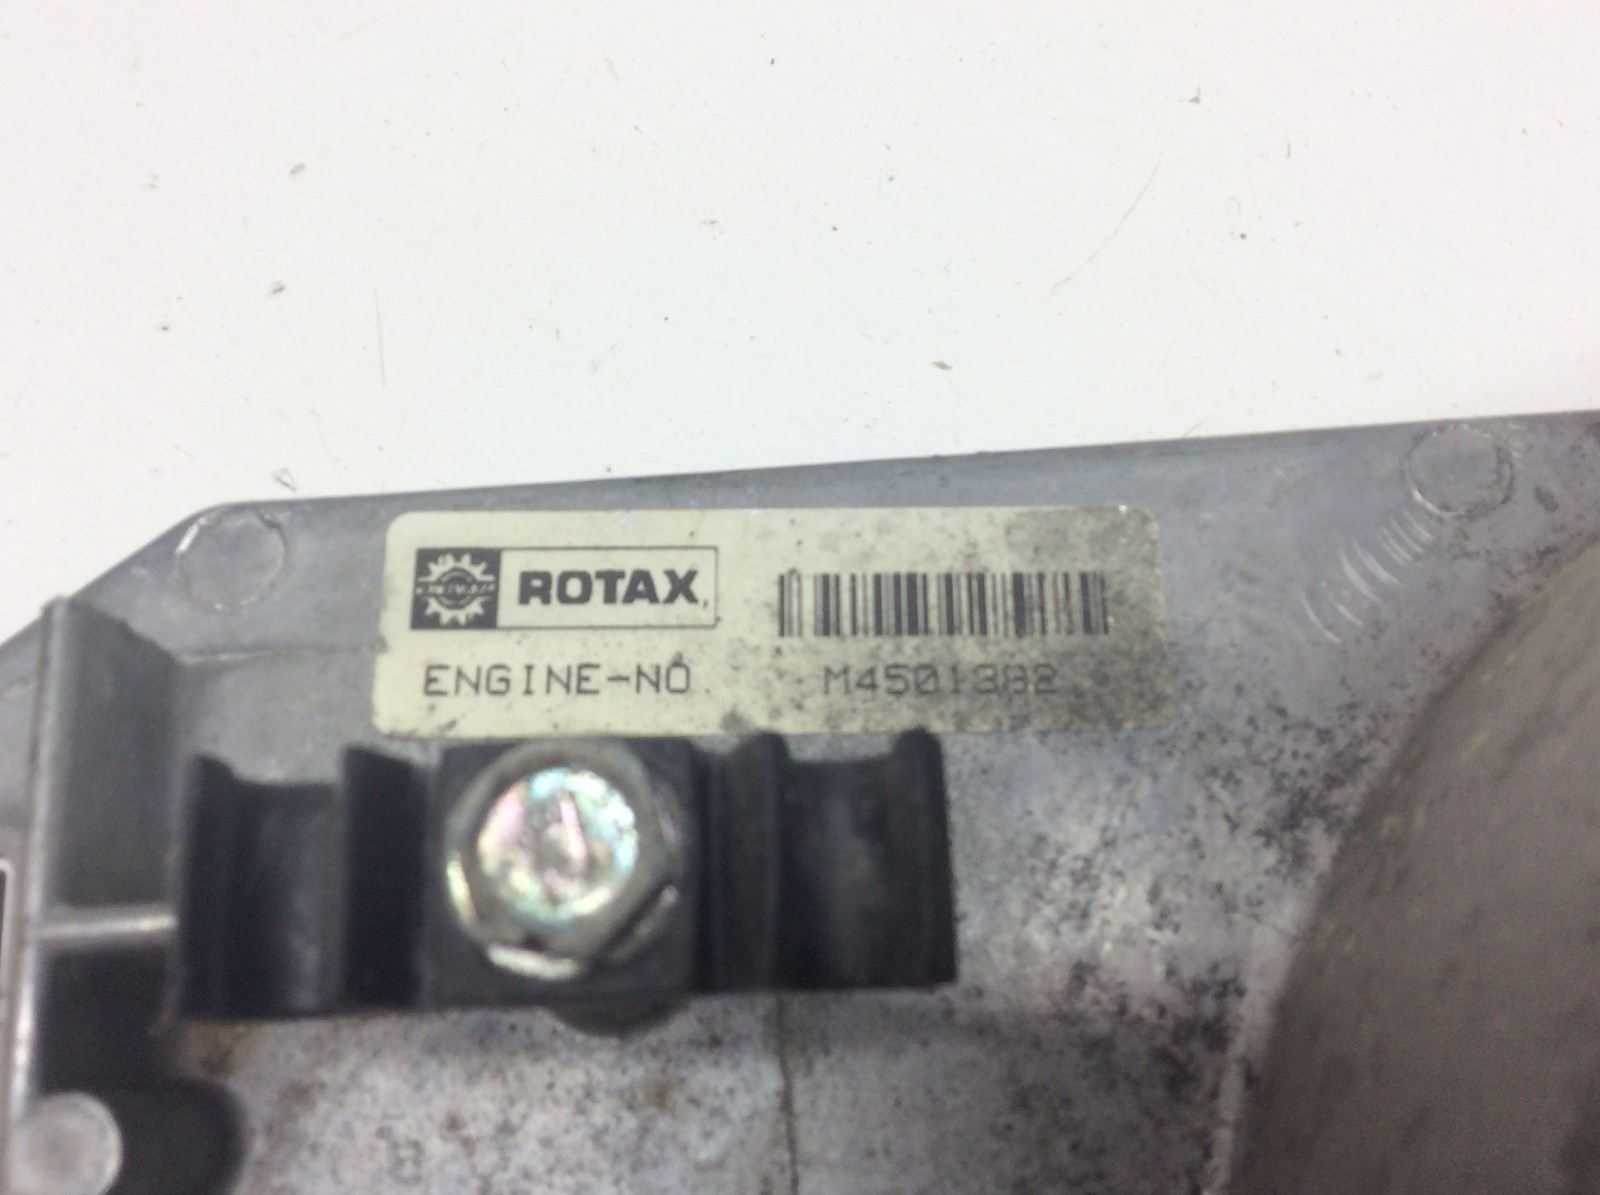 ROTAX
ENGINE-NO. M4501382